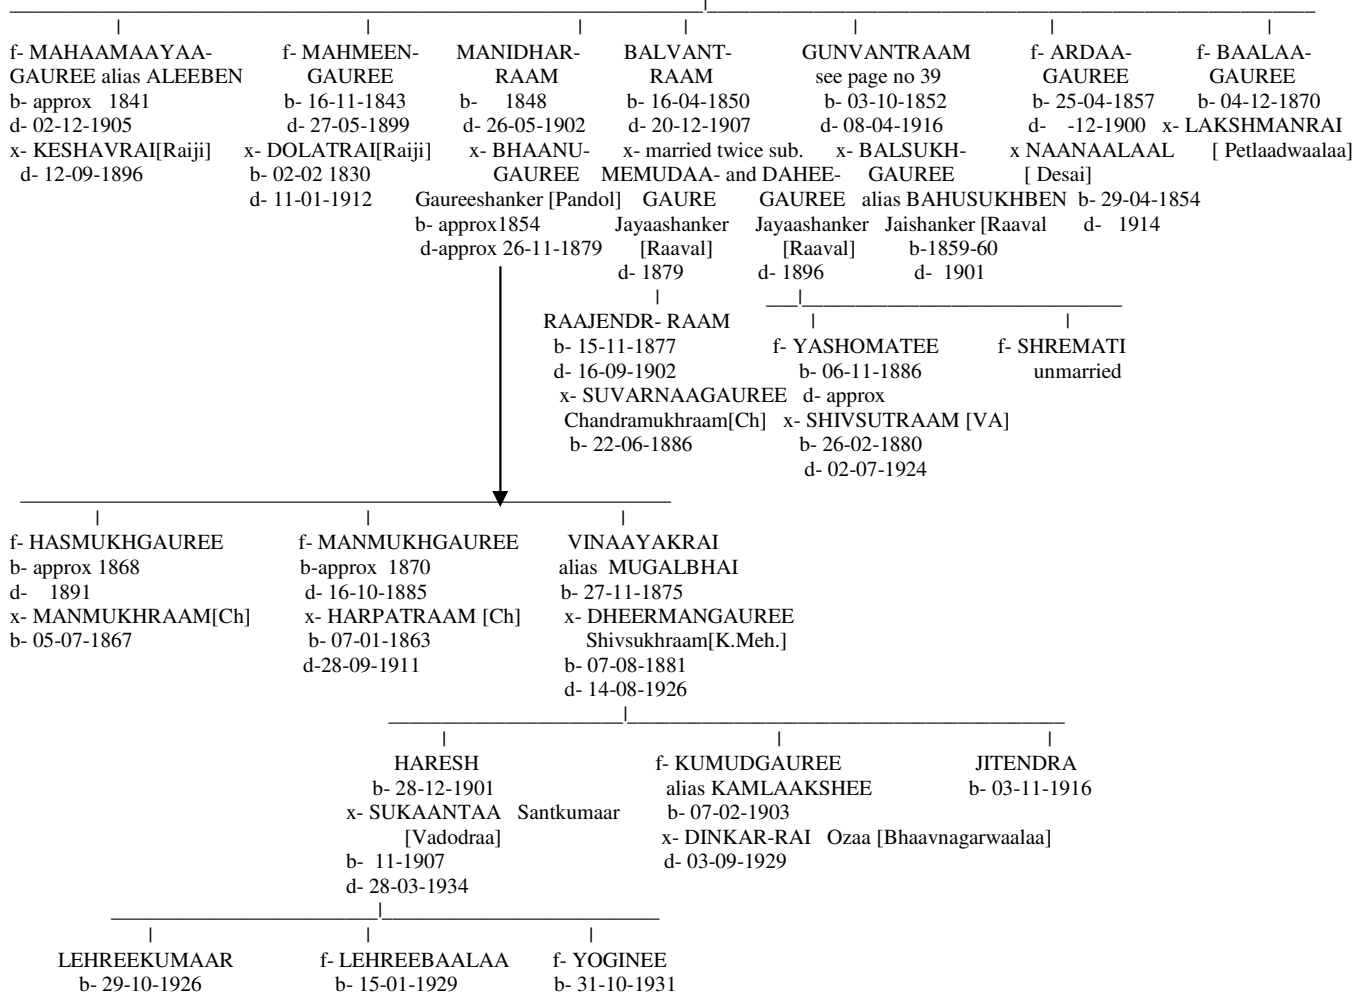 f- MAHAAMAAYAA-
GAUREE alias ALEEBEN
b- approx 1841
d- 02-12-1905
x- KESHAVRAI[Raiji]
d- 12-09-1896
f- MAHMEEN-
GAUREE
b- 16-11-1843
d- 27-05-1899
x- DOLATRAI[Raiji]
b- 02-02 1830
d- 11-01-1912
MANIDHAR-
RAAM
b- 1848
d- 26-05-1902
x- BHAANU-
GAUREE
Gaureeshanker [Pandol]
b- approx1854
d-approx 26-11-1879
BALVANT-
RAAM
b- 16-04-1850
d- 20-12-1907
x- married twice sub.
MEMUDAA- and DAHEE-
GAURE GAUREE
Jayaashanker Jayaashanker
[Raaval] [Raaval]
d- 1879 d- 1896
GUNVANTRAAM
see page no 39
b- 03-10-1852
d- 08-04-1916
x- BALSUKH-
GAUREE
alias BAHUSUKHBEN
Jaishanker [Raaval
b-1859-60
d- 1901
f- ARDAA-
GAUREE
b- 25-04-1857
d- -12-1900
x NAANAALAAL
[ Desai]
b- 29-04-1854
d- 1914
f- BAALAA-
GAUREE
b- 04-12-1870
x- LAKSHMANRAI
[ Petlaadwaalaa]
RAAJENDR- RAAM
b- 15-11-1877
d- 16-09-1902
x- SUVARNAAGAUREE
Chandramukhraam[Ch]
b- 22-06-1886
f- YASHOMATEE
b- 06-11-1886
d- approx
x- SHIVSUTRAAM [VA]
b- 26-02-1880
d- 02-07-1924
f- SHREMATI
unmarried
f- HASMUKHGAUREE
b- approx 1868
d- 1891
x- MANMUKHRAAM[Ch]
b- 05-07-1867
f- MANMUKHGAUREE
b-approx 1870
d- 16-10-1885
x- HARPATRAAM [Ch]
b- 07-01-1863
d-28-09-1911
VINAAYAKRAI
alias MUGALBHAI
b- 27-11-1875
x- DHEERMANGAUREE
Shivsukhraam[K.Meh.]
b- 07-08-1881
d- 14-08-1926
HARESH
b- 28-12-1901
x- SUKAANTAA Santkumaar
[Vadodraa]
b- 11-1907
d- 28-03-1934
f- KUMUDGAUREE
alias KAMLAAKSHEE
b- 07-02-1903
x- DINKAR-RAI Ozaa [Bhaavnagarwaalaa]
d- 03-09-1929
JITENDRA
b- 03-11-1916
LEHREEKUMAAR
b- 29-10-1926
f- LEHREEBAALAA
b- 15-01-1929
f- YOGINEE
b- 31-10-1931